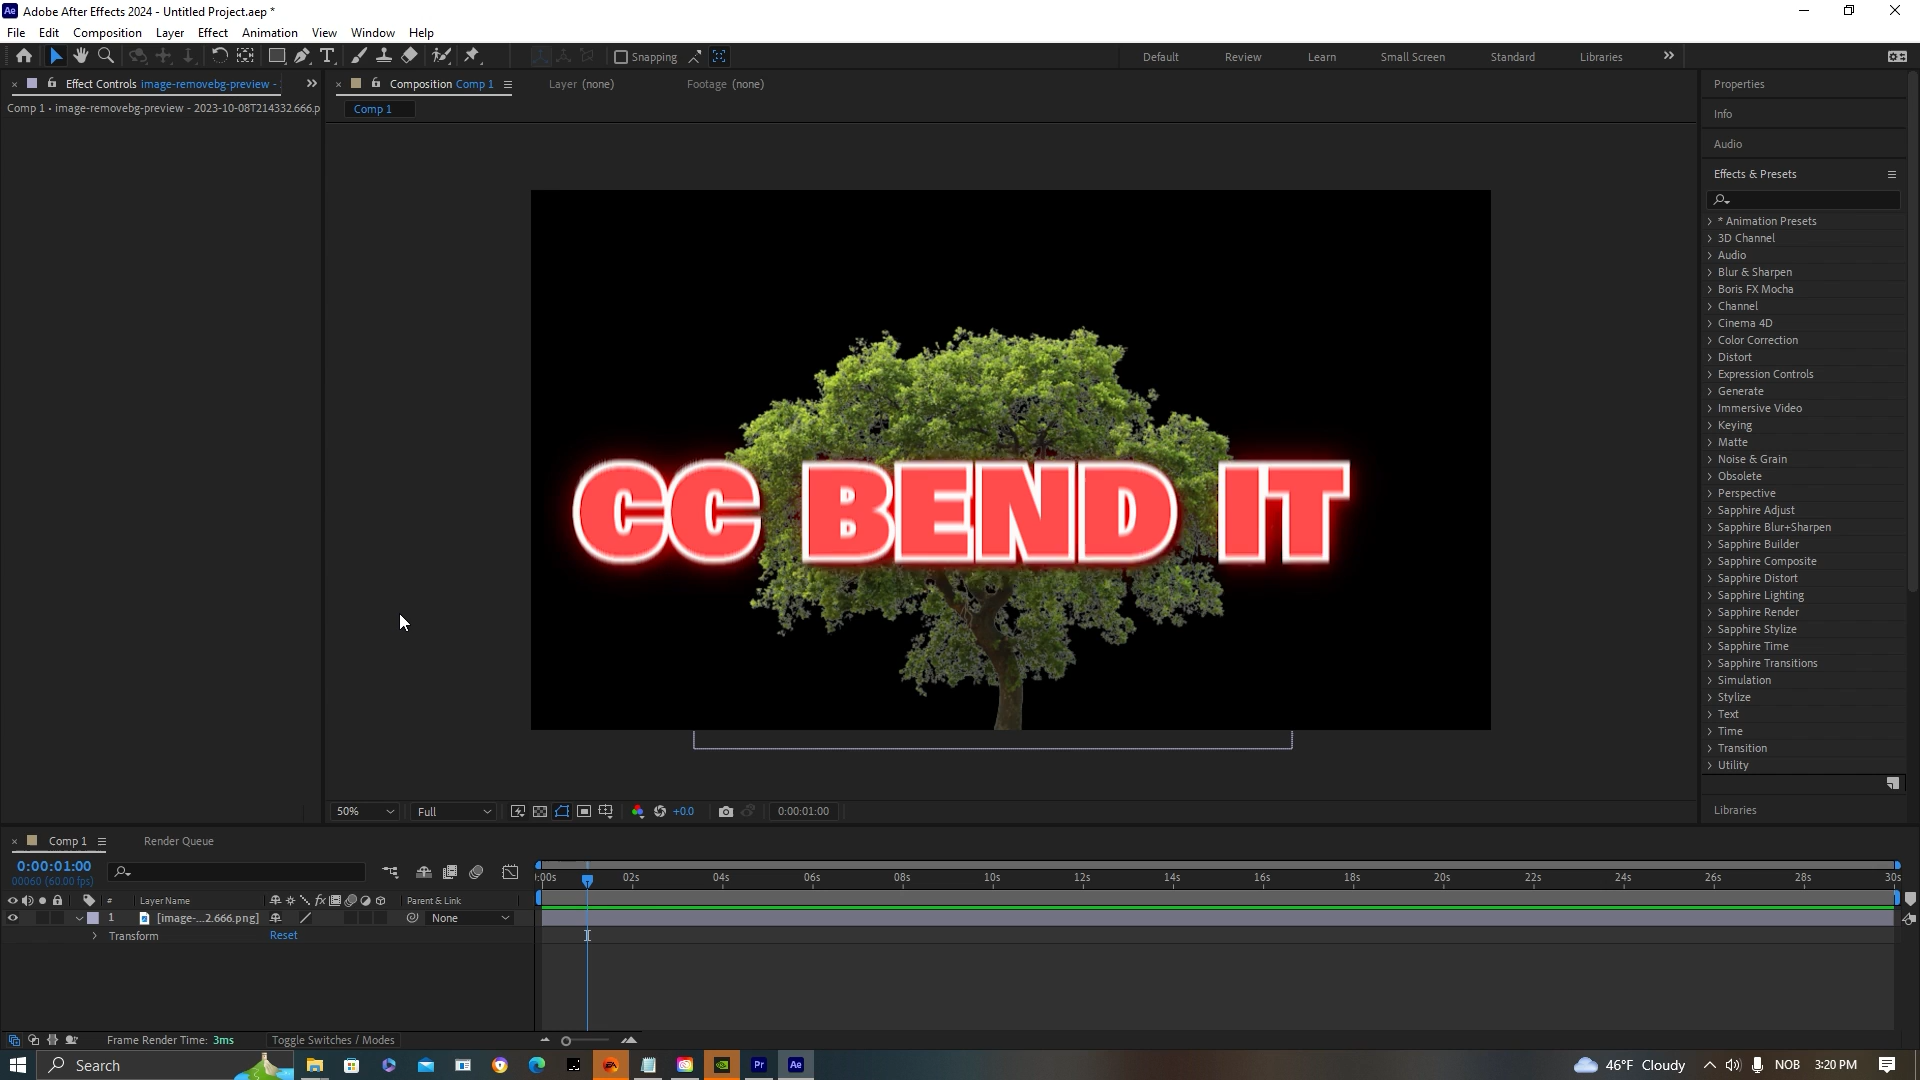 Ae Adobe After Effects 2024 - Untitled Project.aep *
File Edit Composition Layer Effect Animation View Window Help
Snapping Default Review Learn Small Screen Standard Libraries
Effect Controls image-removebg-preview -
Composition Comp 1
Layer (none)
Footage (none)
Comp 1 • image-removebg-preview - 2023-10-08T214332.666.p
Comp 1
CC BEND IT
50% Full +0.0 0:00:01:00
Properties
Info
Audio
Effects & Presets
* Animation Presets
3D Channel
Audio
Blur & Sharpen
Boris FX Mocha
Channel
Cinema 4D
Color Correction
Distort
Expression Controls
Generate
Immersive Video
Keying
Matte
Noise & Grain
Obsolete
Perspective
Sapphire Adjust
Sapphire Blur+Sharpen
Sapphire Builder
Sapphire Composite
Sapphire Distort
Sapphire Lighting
Sapphire Render
Sapphire Stylize
Sapphire Time
Sapphire Transitions
Simulation
Stylize
Text
Time
Transition
Utility
Libraries
Comp 1 Render Queue
0:00:01:00
00060 (60.00 fps)
:00s 02s 04s 06s 08s 10s 12s 14s 16s 18s 20s 22s 24s 26s 28s 30s
# Layer Name fx Parent & Link
1 [image-...2.666.png] None
Transform Reset
Frame Render Time: 3ms Toggle Switches / Modes
Search Pr Ae 46°F Cloudy NOB 3:20 PM